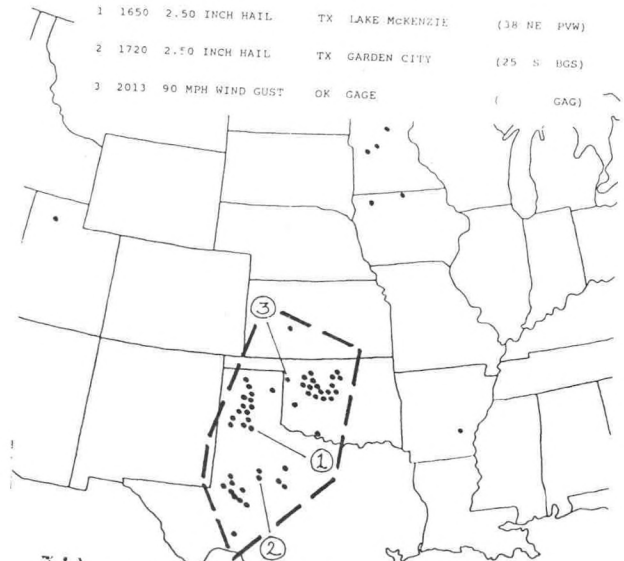 1 1650 2.50 INCH HAIL TX LAKE McKENZIE (38 NE PVW)
2 1720 2.50 INCH HAIL TX GARDEN CITY (25 S BGS)
3 2013 90 MPH WIND GUST OK GAGE ( GAG)
3
1
2